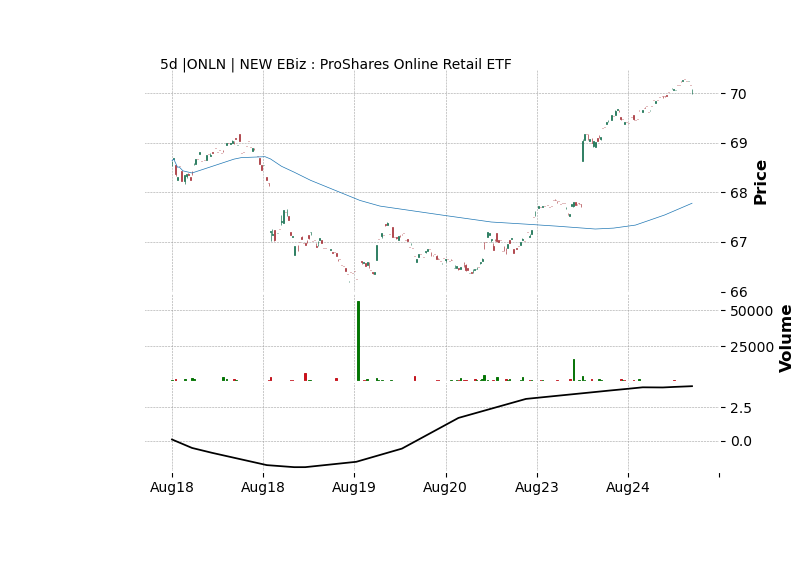 5d |ONLN | NEW EBiz : ProShares Online Retail ETF
70
69
68
67
66
Price
50000
25000
Volume
2.5
0.0
Aug18 Aug18 Aug19 Aug20 Aug23 Aug24